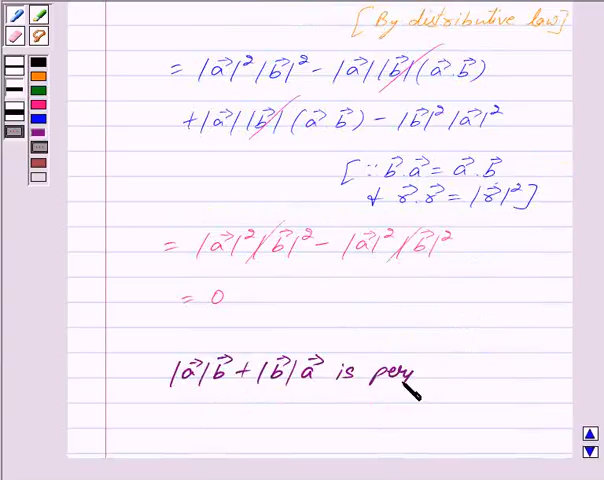 [By distributive law]
= |a⃗|² |b⃗|² - |a⃗| |b⃗| (a⃗.b⃗)
+ |a⃗| |b⃗| (a⃗.b⃗) - |b⃗|² |a⃗|²
[∵ b⃗.a⃗ = a⃗.b⃗
& r⃗.r⃗ = |r⃗|²]
= |a⃗|² |b⃗|² - |a⃗|² |b⃗|²
= 0
|a⃗| b⃗ + |b⃗| a⃗ is per